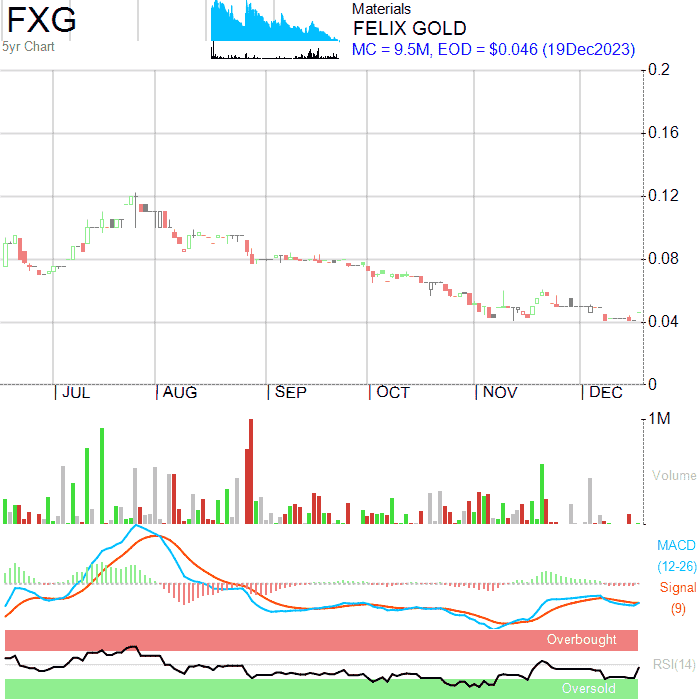 FXG
5yr Chart
Materials
FELIX GOLD
MC = 9.5M, EOD = $0.046 (19Dec2023)
0.2
0.16
0.12
0.08
0.04
0
JUL AUG SEP OCT NOV DEC
1M
Volume
MACD
(12-26)
Signal
(9)
Overbought
RSI(14)
Oversold